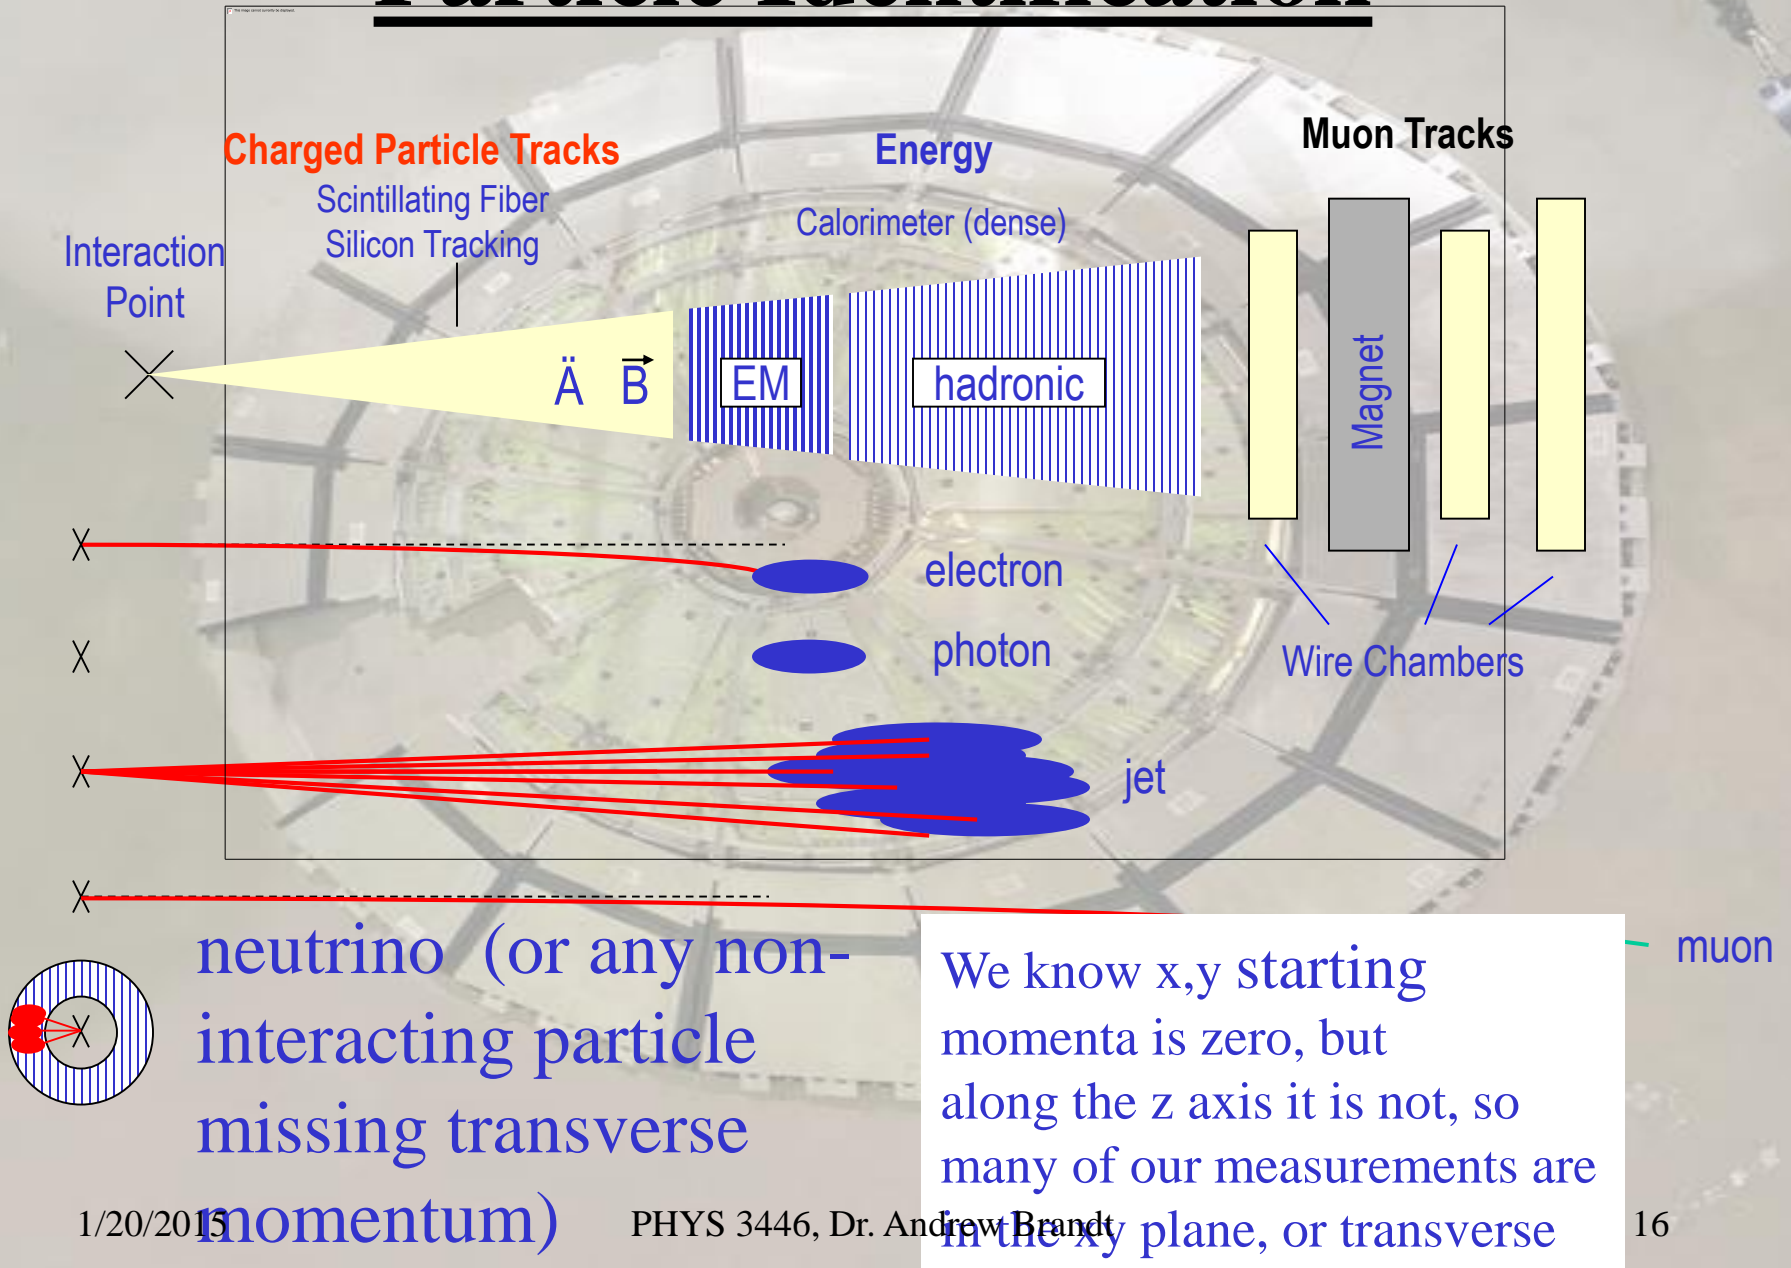 Particle Identification
Charged Particle Tracks
Scintillating Fiber
Silicon Tracking
Energy
Calorimeter (dense)
Muon Tracks
Interaction
Point
Ä B
EM
hadronic
Magnet
electron
photon
Wire Chambers
jet
muon
neutrino (or any non-
interacting particle
missing transverse
momentum)
We know x,y starting
momenta is zero, but
along the z axis it is not, so
many of our measurements are
in the xy plane, or transverse
1/20/2015
PHYS 3446, Dr. Andrew Brandt
16